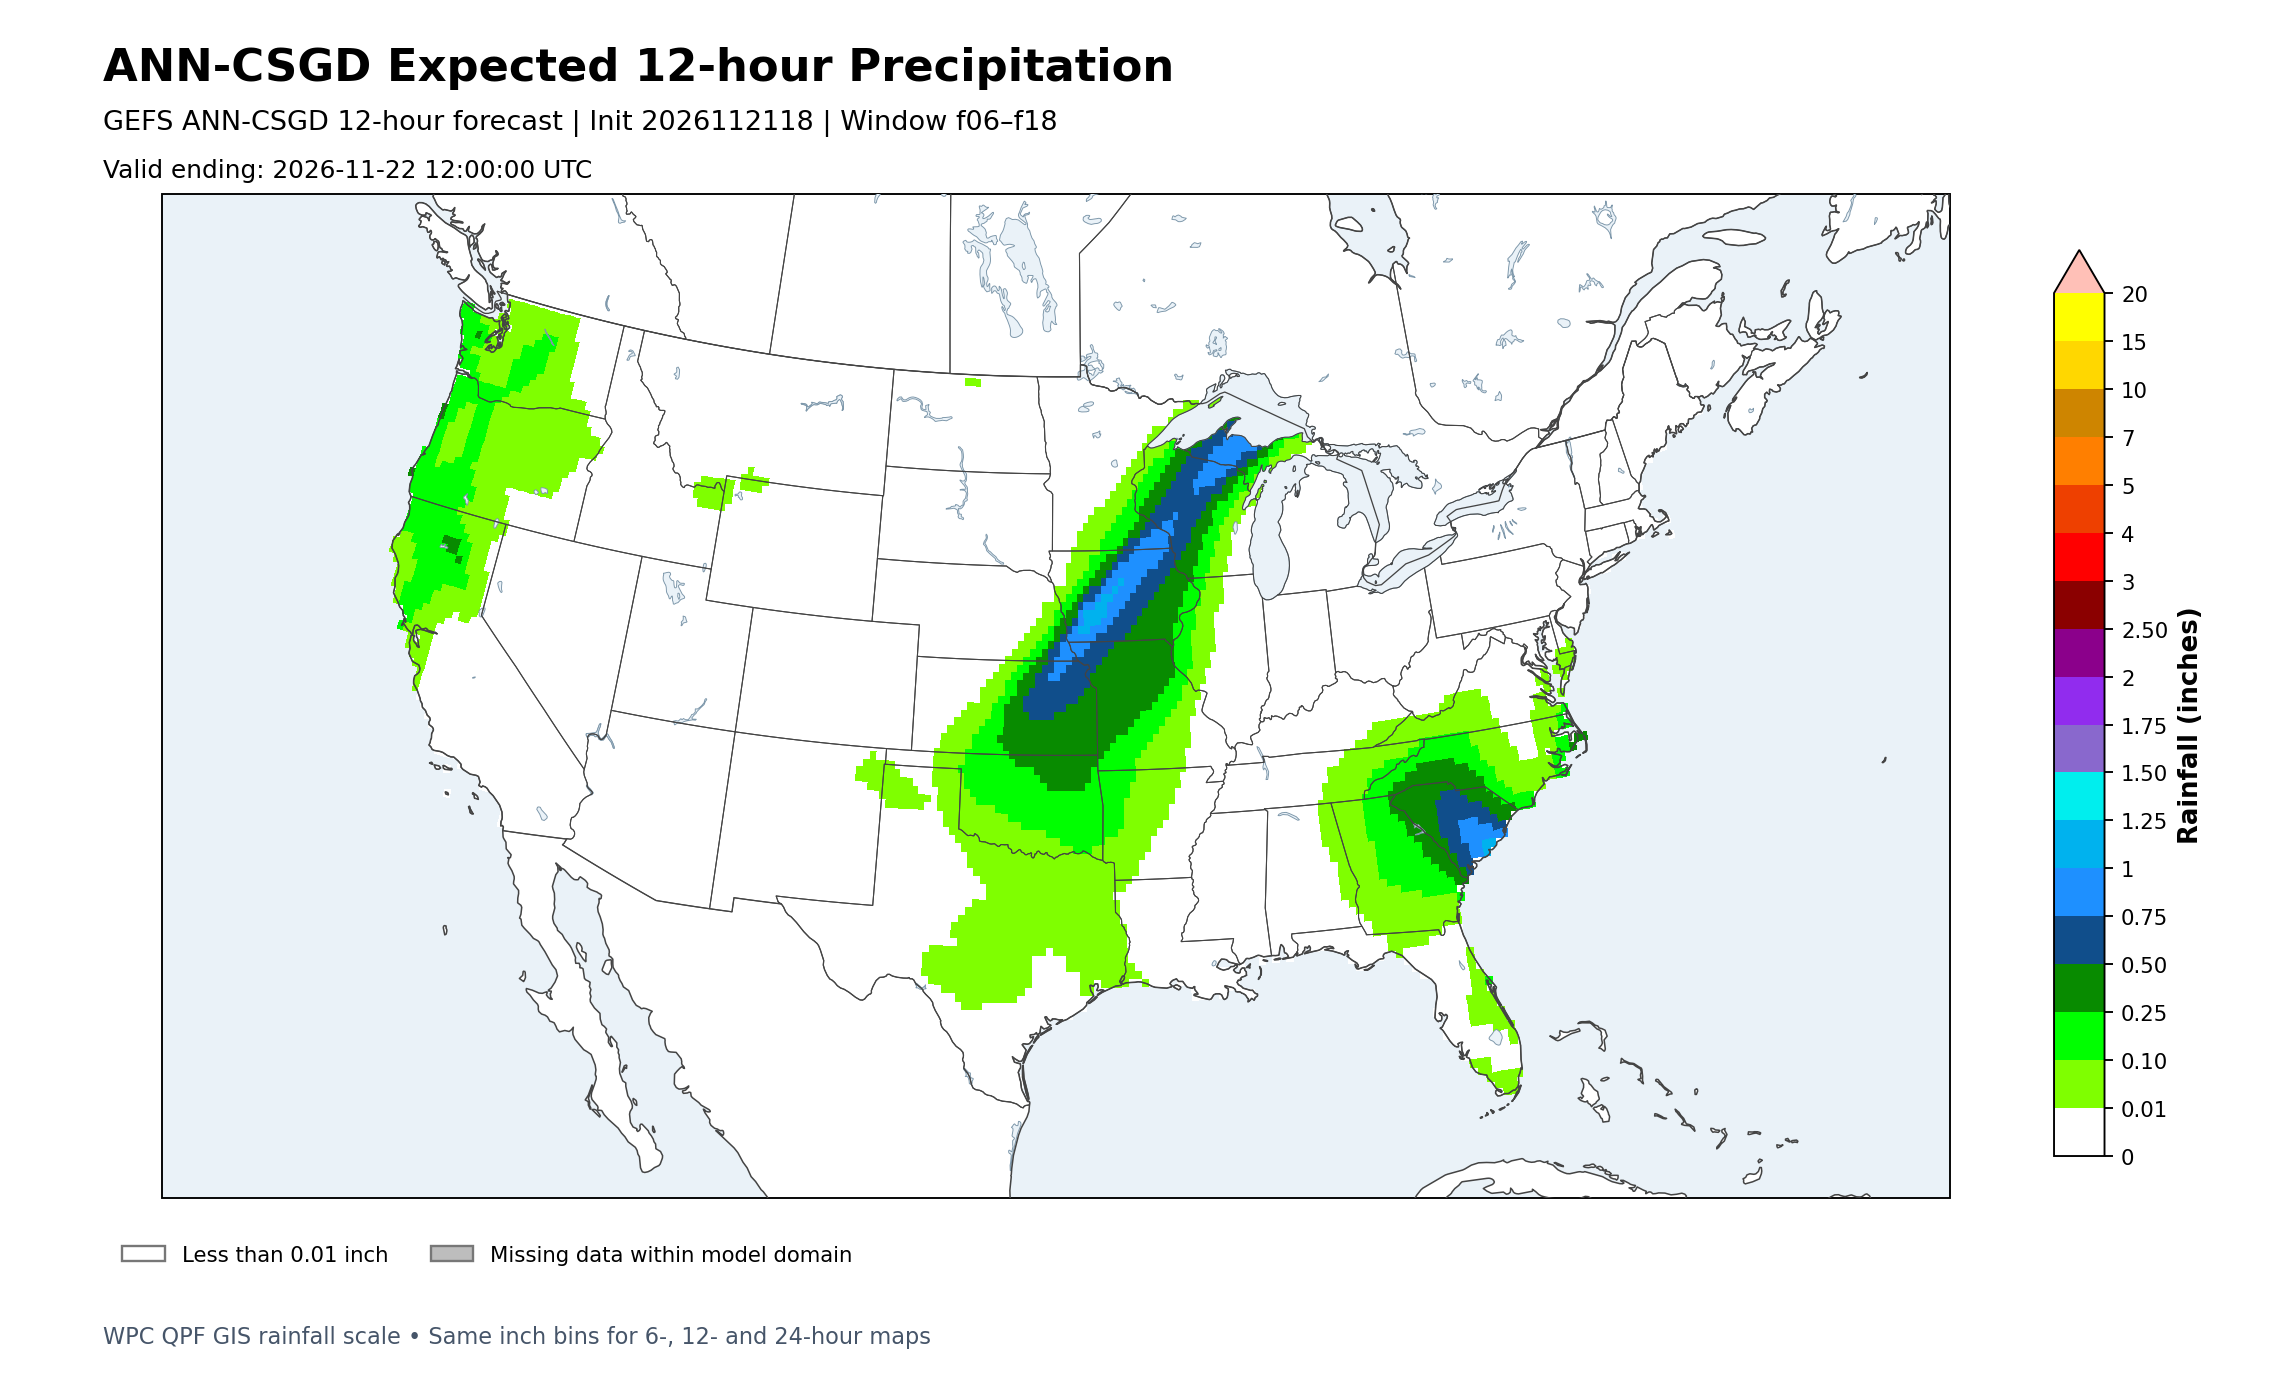 ANN-CSGD Expected 12-hour Precipitation
GEFS ANN-CSGD 12-hour forecast | Init 2026112118 | Window f06–f18
Valid ending: 2026-11-22 12:00:00 UTC
20
15
10
7
5
4
3
2.50
2
1.75
1.50
1.25
1
0.75
0.50
0.25
0.10
0.01
0
Rainfall (inches)
Less than 0.01 inch
Missing data within model domain
WPC QPF GIS rainfall scale • Same inch bins for 6-, 12- and 24-hour maps